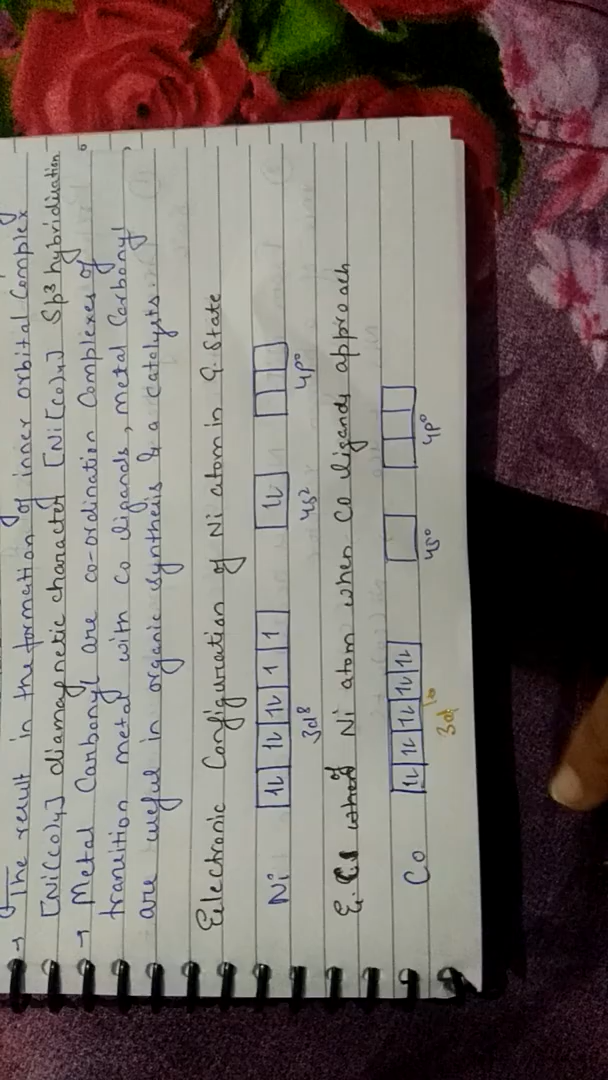 → The result in the formation of inner orbital Complex
[Ni(Co)4] diamagnetic character [Ni[Co]4] Sp³ hybridization
→ Metal Carbonyl are co-ordination Complexes of
transition metal with Co ligands, metal Carbonyl
are useful in organic synthesis & a catalysts.
Electronic Configuration of Ni atom in G. State
Ni 1L 1L 1L 1 1 1L
3d⁸ 4s² 4p⁰
E. C of Ni atom when Co ligands approach
Co 1L 1L 1L 1L 1L
3d¹⁰ 4s⁰ 4p⁰